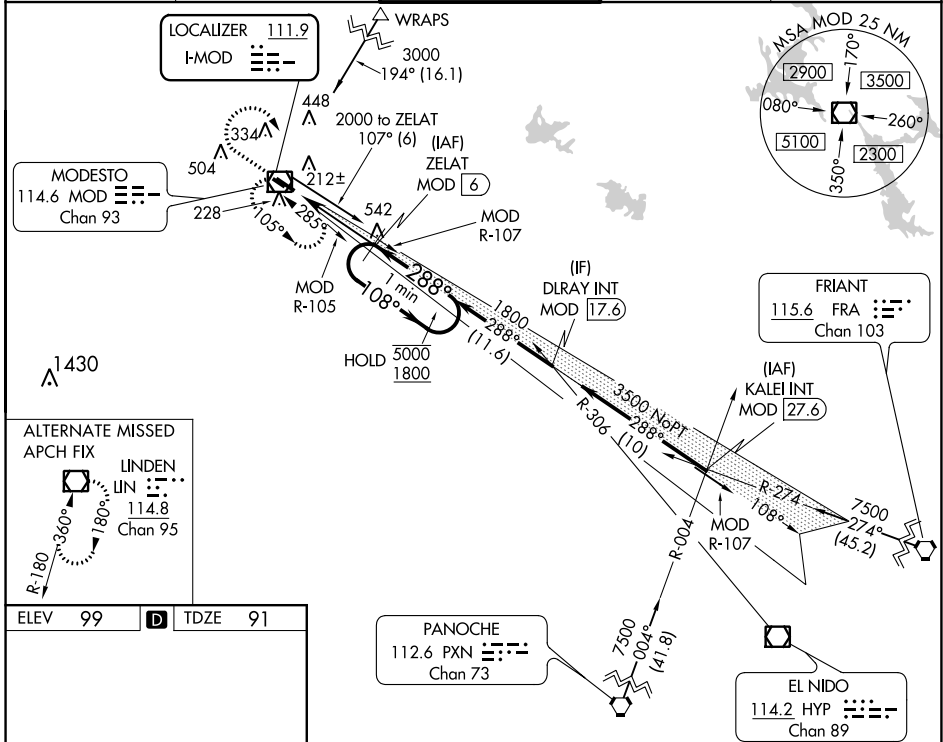 LOCALIZER 111.9
I-MOD
WRAPS
3000
194° (16.1)
MSA MOD 25 NM
170°
2900
3500
080°
260°
5100
2300
350°
448
334
504
2000 to ZELAT
107° (6)
(IAF)
ZELAT
MOD 6
212±
MODESTO
114.6 MOD
Chan 93
228
105°
285°
542
MOD
R-107
MOD
R-105
288°
1 min
108°
HOLD 5000
1800
(IF)
DLRAY INT
MOD 17.6
1800
288°
(11.6)
FRIANT
115.6 FRA
Chan 103
1430
(IAF)
KALEI INT
MOD 27.6
3500 NoPT
288°
(10)
R-306
R-274
7500
274°
(45.2)
108°
MOD
R-107
R-004
ALTERNATE MISSED
APCH FIX
LINDEN
LIN
114.8
Chan 95
360°
180°
R-180
ELEV 99 D TDZE 91
PANOCHE
112.6 PXN
Chan 73
7500
004°
(41.8)
EL NIDO
114.2 HYP
Chan 89